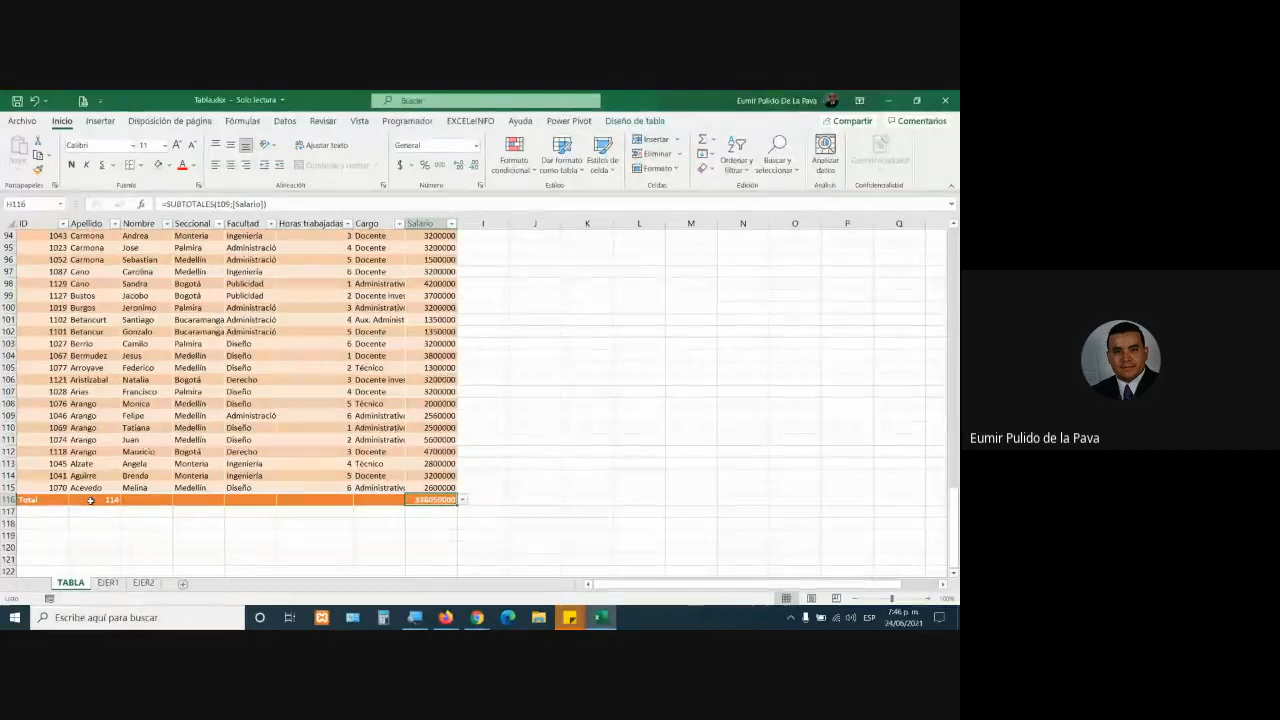 Tabla.xlsx - Solo lectura
Buscar
Eumir Pulido De La Pava
Archivo Inicio Insertar Disposición de página Fórmulas Datos Revisar Vista Programador EXCELeINFO Ayuda Power Pivot Diseño de tabla Compartir Comentarios
Calibri 11 Ajustar texto General Insertar
N K S Eliminar
$ % 000 Formato
Formato condicional Dar formato como tabla Estilos de celda Ordenar y filtrar Buscar y seleccionar Analizar datos Confidencialidad
Portapapeles Fuente Alineación Número Estilos Celdas Análisis Confidencialidad
H116 fx =SUBTOTALES(109;[Salario])
ID Apellido Nombre Seccional Facultad Horas trabajadas Cargo Salario I J K L M N O P Q
94 1043 Carmona Andrea Monteria Ingeniería 3 Docente 3200000
95 1023 Carmona Jose Palmira Administració 4 Docente 3200000
96 1052 Carmona Sebastian Medellín Administració 5 Docente 1500000
97 1087 Cano Carolina Medellín Ingeniería 6 Docente 3200000
98 1129 Cano Sandra Bogotá Publicidad 1 Administrativo 4200000
99 1127 Bustos Jacobo Bogotá Publicidad 2 Docente inves 3700000
100 1019 Burgos Jeronimo Palmira Administració 3 Administrativo 3200000
101 1102 Betancurt Santiago Bucaramanga Administració 4 Aux. Administ 1350000
102 1101 Betancur Gonzalo Bucaramanga Administració 5 Docente 1350000
103 1027 Berrio Camilo Palmira Diseño 6 Docente 3200000
104 1067 Bermudez Jesus Medellín Diseño 1 Docente 3800000
105 1077 Arroyave Federico Medellín Diseño 2 Técnico 1300000
106 1121 Aristizabal Natalia Bogotá Derecho 3 Docente inves 3200000
107 1028 Arias Francisco Palmira Diseño 4 Docente 3200000
108 1076 Arango Monica Medellín Diseño 5 Técnico 2000000
109 1046 Arango Felipe Medellín Administració 6 Administrativo 2560000
110 1069 Arango Tatiana Medellín Diseño 1 Administrativo 2500000
111 1074 Arango Juan Medellín Diseño 2 Administrativo 5600000
112 1118 Arango Mauricio Bogotá Derecho 3 Docente 4700000
113 1045 Alzate Angela Monteria Ingeniería 4 Técnico 2800000
114 1041 Aguirre Brenda Monteria Ingeniería 5 Docente 3200000
115 1070 Acevedo Melina Medellín Diseño 6 Administrativo 2600000
116 Total 114 338050000
117
118
119
120
121
122
TABLA EJER1 EJER2
Listo 100%
Escribe aquí para buscar
ESP
7:46 p. m.
24/06/2021
Eumir Pulido de la Pava